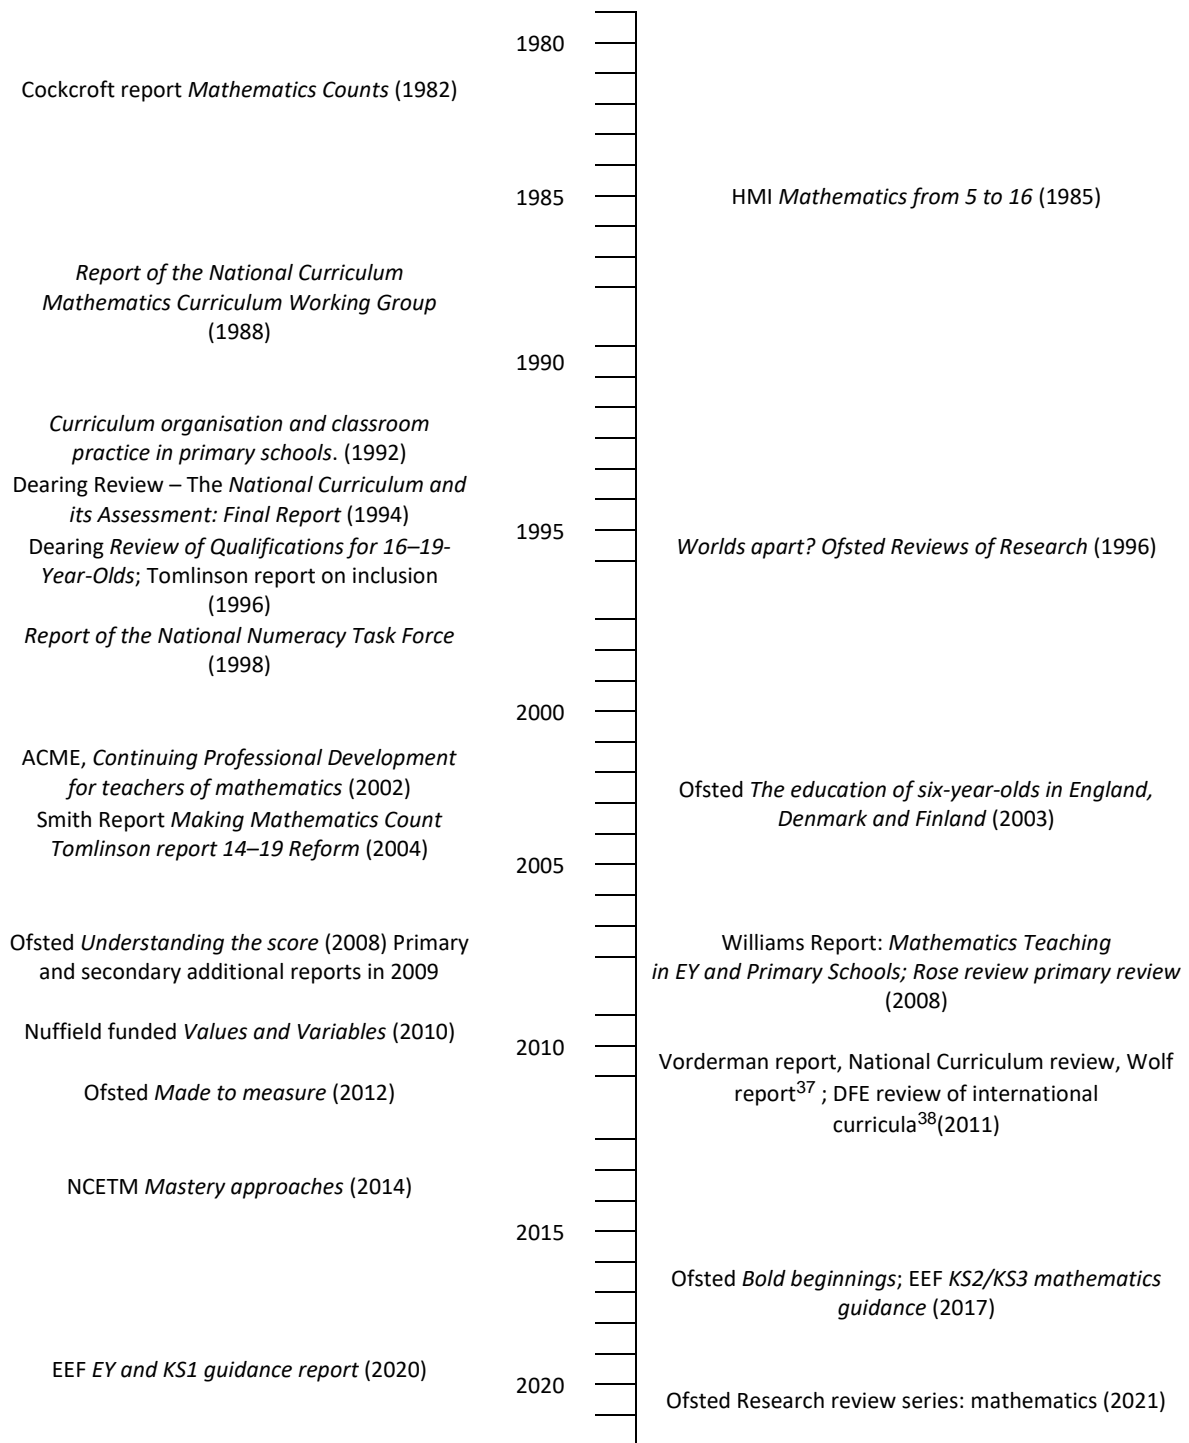 1980
Cockcroft report Mathematics Counts (1982)
1985
HMI Mathematics from 5 to 16 (1985)
Report of the National Curriculum
Mathematics Curriculum Working Group
(1988)
1990
Curriculum organisation and classroom
practice in primary schools. (1992)
Dearing Review – The National Curriculum and
its Assessment: Final Report (1994)
1995
Dearing Review of Qualifications for 16–19-
Year-Olds; Tomlinson report on inclusion
(1996)
Worlds apart? Ofsted Reviews of Research (1996)
Report of the National Numeracy Task Force
(1998)
2000
ACME, Continuing Professional Development
for teachers of mathematics (2002)
Ofsted The education of six-year-olds in England,
Denmark and Finland (2003)
Smith Report Making Mathematics Count
Tomlinson report 14–19 Reform (2004)
2005
Ofsted Understanding the score (2008) Primary
and secondary additional reports in 2009
Williams Report: Mathematics Teaching
in EY and Primary Schools; Rose review primary review
(2008)
Nuffield funded Values and Variables (2010)
2010
Vorderman report, National Curriculum review, Wolf
report37 ; DFE review of international
curricula38(2011)
Ofsted Made to measure (2012)
NCETM Mastery approaches (2014)
2015
Ofsted Bold beginnings; EEF KS2/KS3 mathematics
guidance (2017)
EEF EY and KS1 guidance report (2020)
2020
Ofsted Research review series: mathematics (2021)